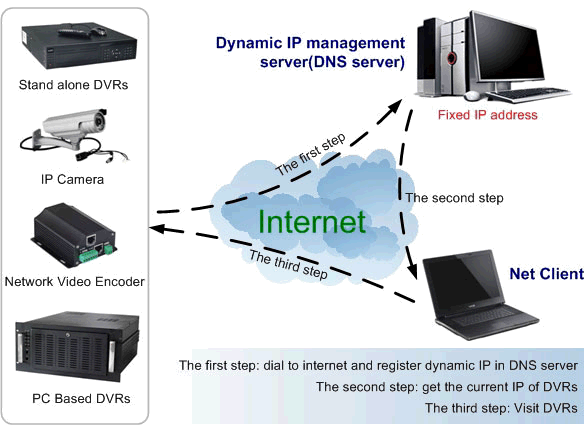 Dynamic IP management
server(DNS server)
Stand alone DVRs
Fixed IP address
The first step
IP Camera
The second step
Internet
The third step
Net Client
Network Video Encoder
The first step: dial to internet and register dynamic IP in DNS server
The second step: get the current IP of DVRs
PC Based DVRs
The third step: Visit DVRs